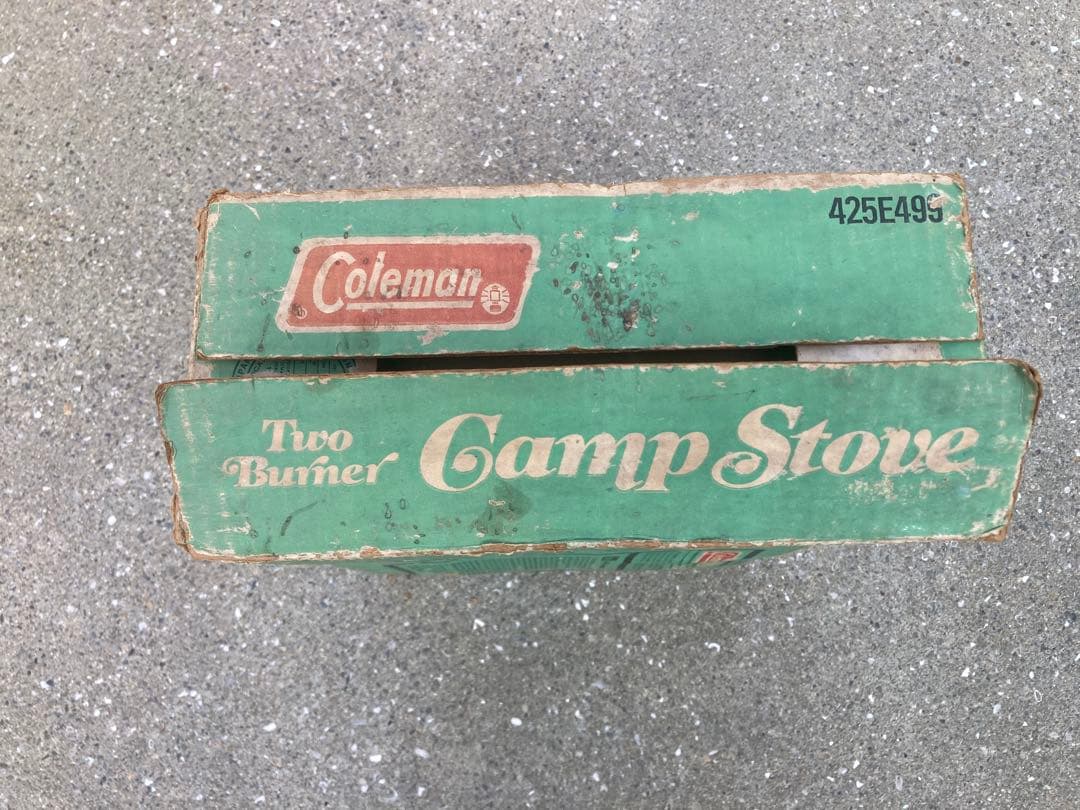 Coleman
425E499
Two
Burner
Camp Stove